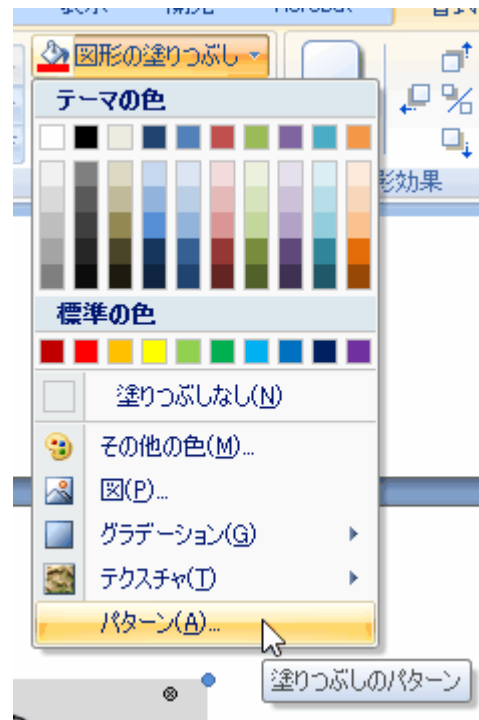 図形の塗りつぶし
テーマの色
影効果
標準の色
塗りつぶしなし(N)
その他の色(M)...
図(P)...
グラデーション(G)
テクスチャ(T)
パターン(A)...
塗りつぶしのパターン